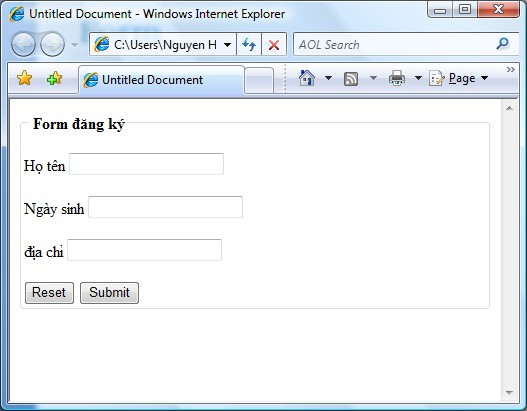 Untitled Document - Windows Internet Explorer
C:\Users\Nguyen H
AOL Search
Untitled Document
Page
Form đăng ký
Họ tên
Ngày sinh
địa chỉ
Reset Submit